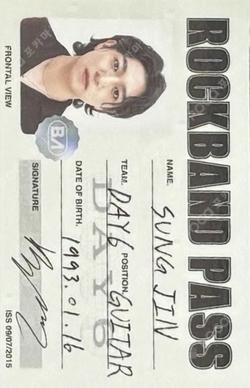 ROCKBAND PASS
NAME. SUNG JIN
TEAM. DAY6 POSITION. GUITAR
DAY6
DATE OF BIRTH. 1993.01.16
SIGNATURE
ISS 09/07/2015
FRONTAL VIEW